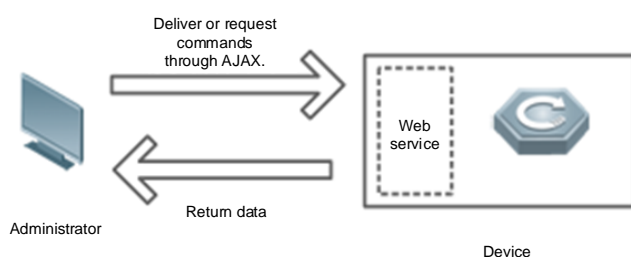 Deliver or request
commands
through AJAX.
Web
service
Return data
Administrator
Device